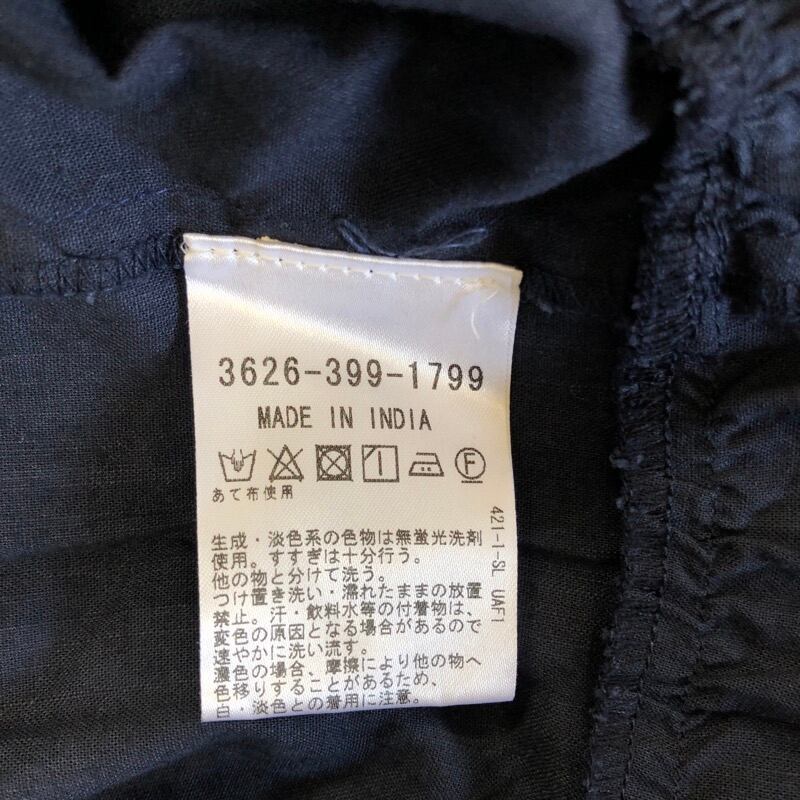 3626-399-1799
MADE IN INDIA
F
あて布使用
生成・淡色系の色物は無蛍光洗剤
使用。すすぎは十分行う。
他の物と分けて洗う。
つけ置き洗い・濡れたままの放置
禁止。汗・飲料水等の付着物は、
変色の原因となる場合があるので
速やかに洗い流す。
濃色の場合、摩擦により他の物へ
色移りすることがあるため、
白・淡色との着用に注意。
421-1-SL UAF1